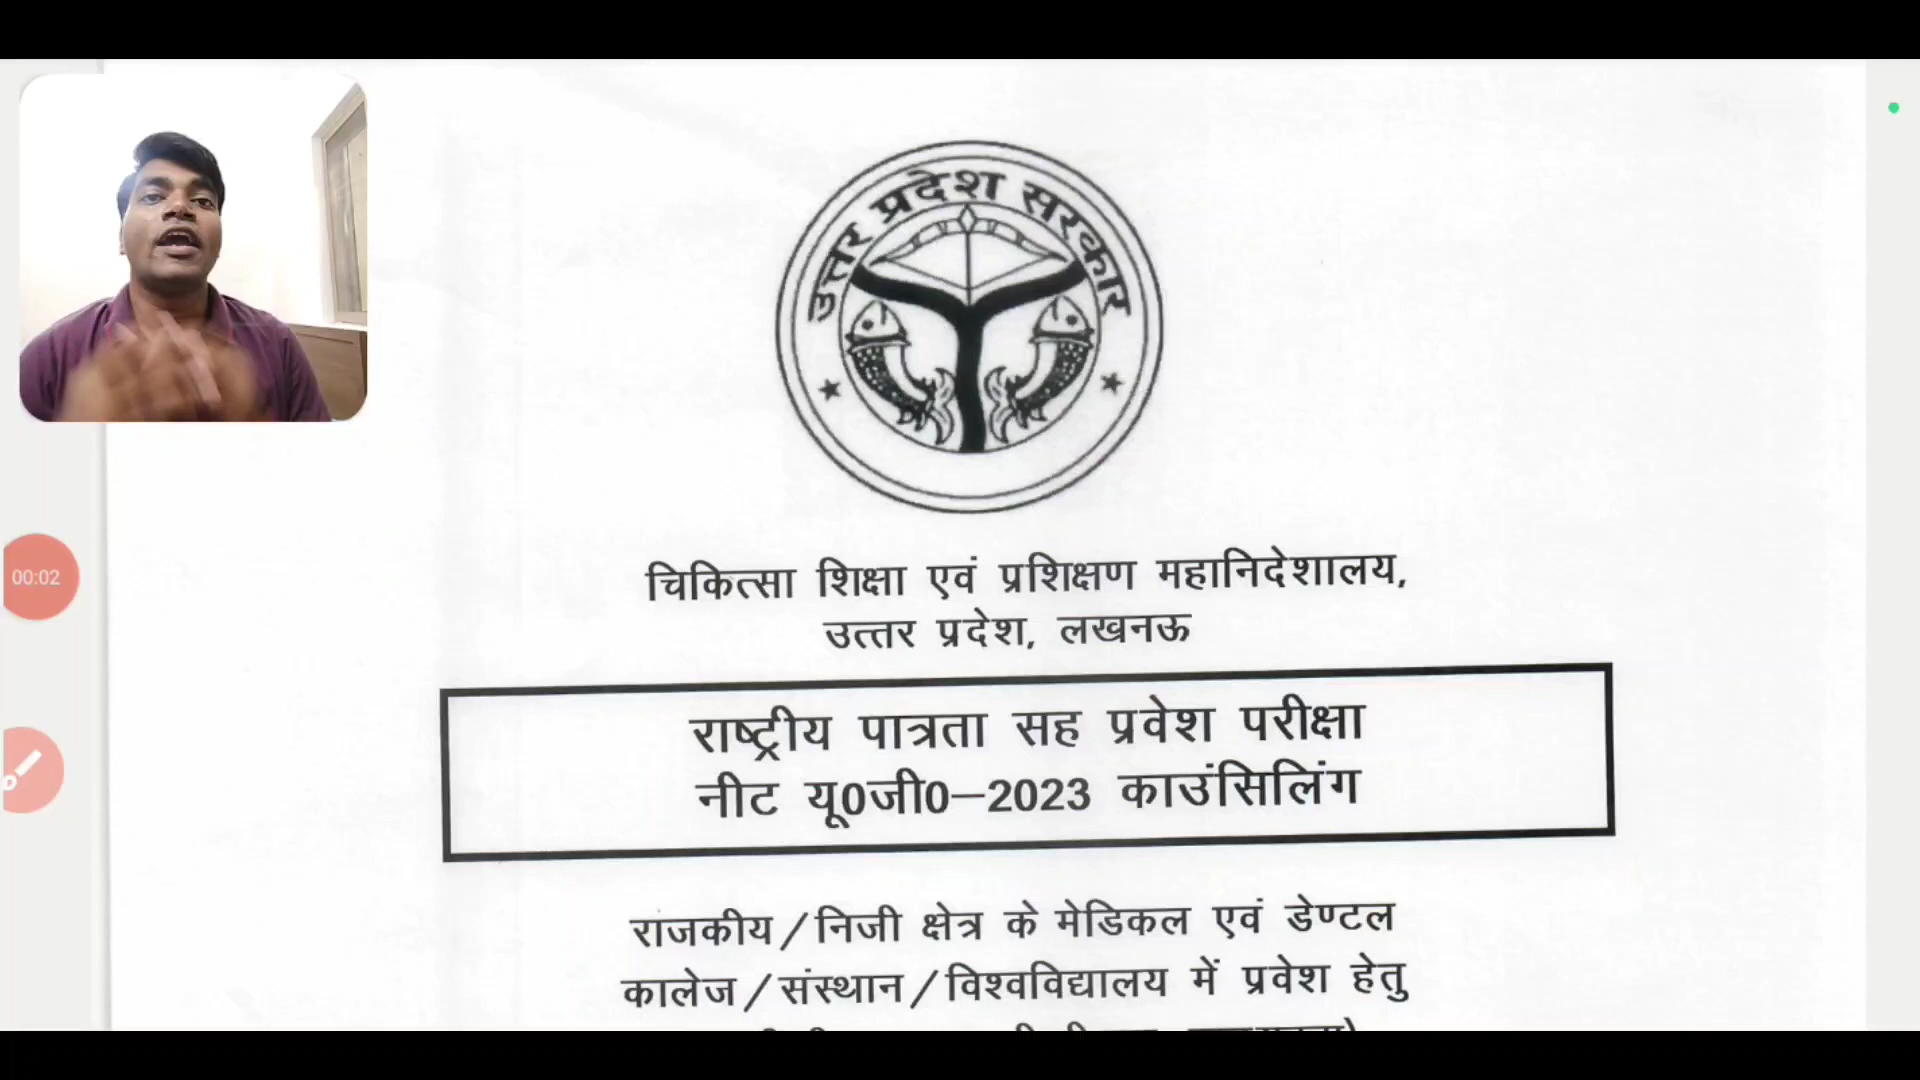 उत्तर प्रदेश सरकार
00:02
चिकित्सा शिक्षा एवं प्रशिक्षण महानिदेशालय,
उत्तर प्रदेश, लखनऊ
राष्ट्रीय पात्रता सह प्रवेश परीक्षा
नीट यू0जी0–2023 काउंसिलिंग
राजकीय/निजी क्षेत्र के मेडिकल एवं डेण्टल
कालेज/संस्थान/विश्वविद्यालय में प्रवेश हेतु